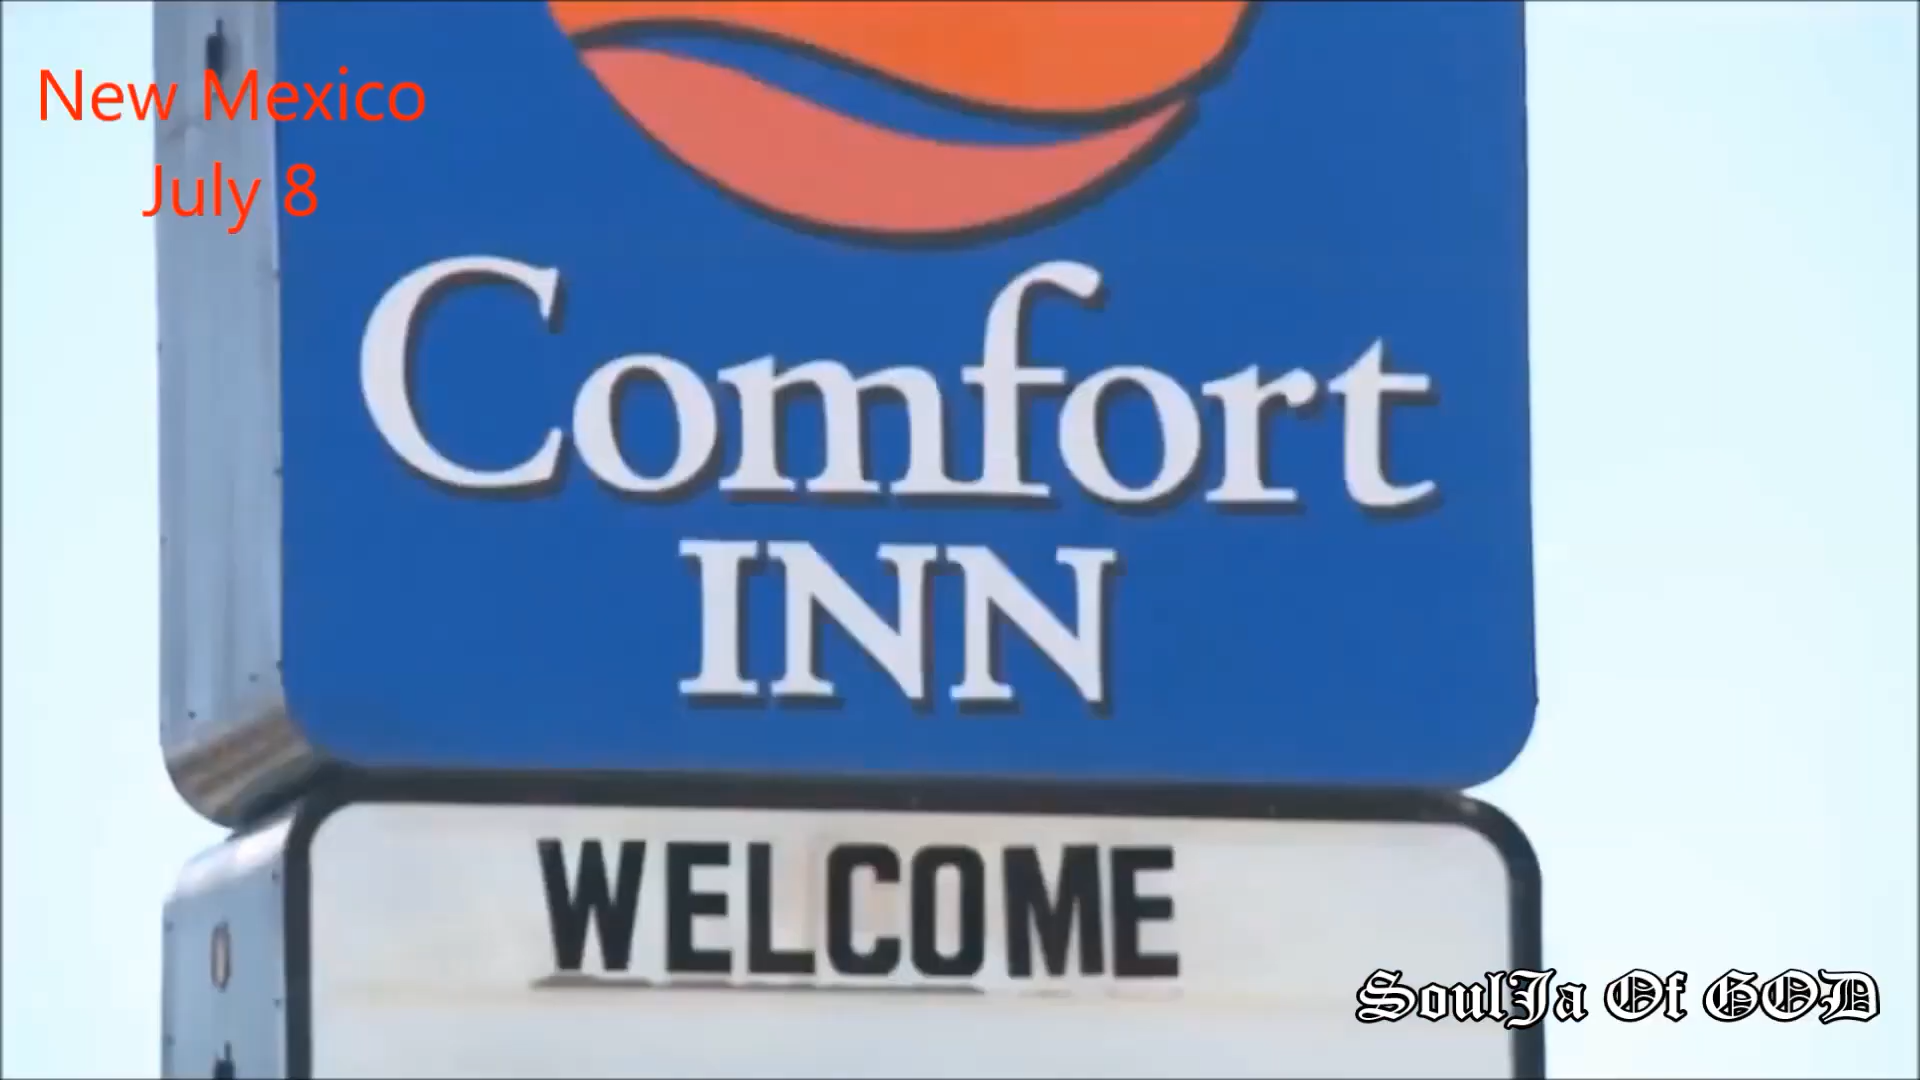 New Mexico
July 8
Comfort
INN
WELCOME
SoulJa Of GOD